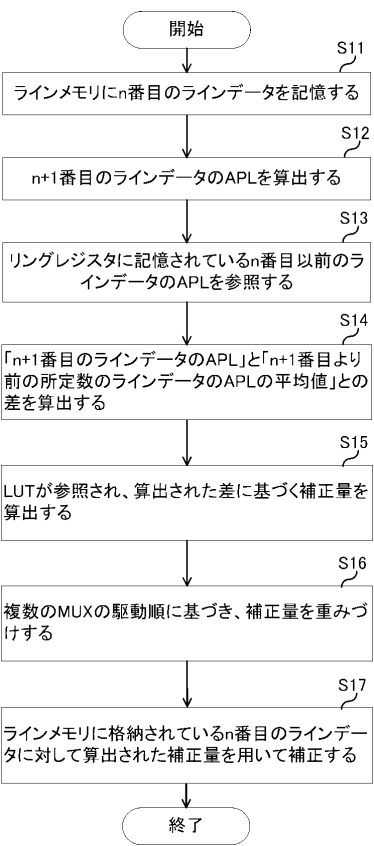 開始
S11
ラインメモリにn番目のラインデータを記憶する
S12
n+1番目のラインデータのAPLを算出する
S13
リングレジスタに記憶されているn番目以前のラ
インデータのAPLを参照する
S14
「n+1番目のラインデータのAPL」と「n+1番目より
前の所定数のラインデータのAPLの平均値」との
差を算出する
S15
LUTが参照され、算出された差に基づく補正量を
算出する
S16
複数のMUXの駆動順に基づき、補正量を重みづ
けする
S17
ラインメモリに格納されているn番目のラインデー
タに対して算出された補正量を用いて補正する
終了